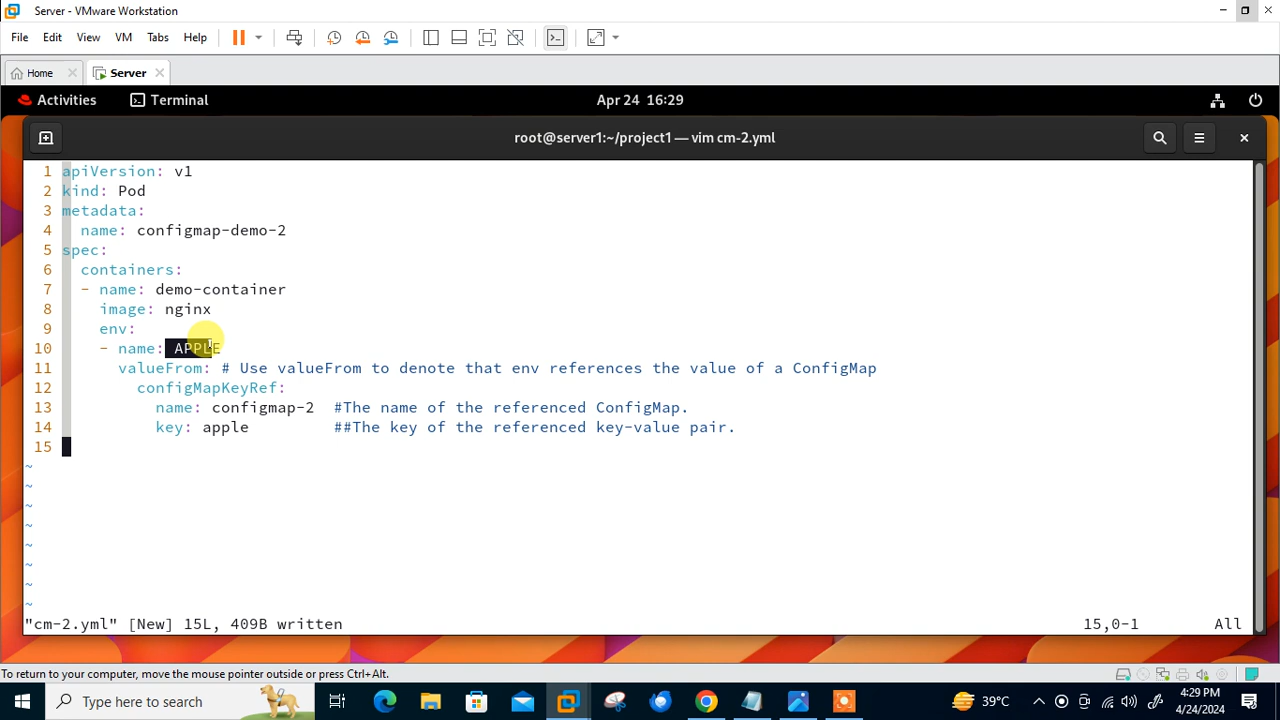 Server - VMware Workstation
File Edit View VM Tabs Help
Home Server
Activities Terminal Apr 24 16:29
root@server1:~/project1 — vim cm-2.yml
1 apiVersion: v1
2 kind: Pod
3 metadata:
4   name: configmap-demo-2
5 spec:
6   containers:
7   - name: demo-container
8     image: nginx
9     env:
10     - name: APPLE
11       valueFrom: # Use valueFrom to denote that env references the value of a ConfigMap
12         configMapKeyRef:
13           name: configmap-2  #The name of the referenced ConfigMap.
14           key: apple         ##The key of the referenced key-value pair.
15
~
~
~
~
~
~
~
~
"cm-2.yml" [New] 15L, 409B written 15,0-1 All
To return to your computer, move the mouse pointer outside or press Ctrl+Alt.
Type here to search 39°C 4:29 PM
4/24/2024